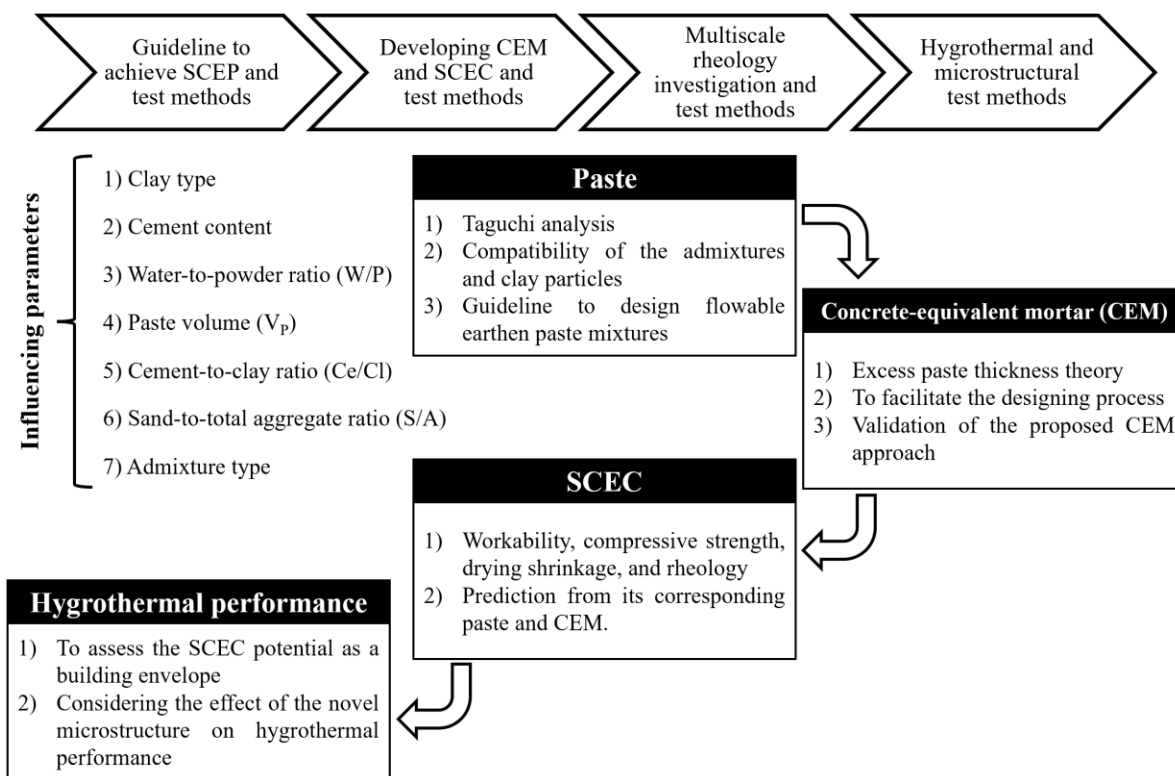 Guideline to
achieve SCEP and
test methods
Developing CEM
and SCEC and
test methods
Multiscale
rheology
investigation and
test methods
Hygrothermal and
microstructural
test methods
Influencing parameters
1) Clay type
2) Cement content
3) Water-to-powder ratio (W/P)
4) Paste volume (VP)
5) Cement-to-clay ratio (Ce/Cl)
6) Sand-to-total aggregate ratio (S/A)
7) Admixture type
Paste
1) Taguchi analysis
2) Compatibility of the admixtures
and clay particles
3) Guideline to design flowable
earthen paste mixtures
Concrete-equivalent mortar (CEM)
1) Excess paste thickness theory
2) To facilitate the designing process
3) Validation of the proposed CEM
approach
SCEC
1) Workability, compressive strength,
drying shrinkage, and rheology
2) Prediction from its corresponding
paste and CEM.
Hygrothermal performance
1) To assess the SCEC potential as a
building envelope
2) Considering the effect of the novel
microstructure on hygrothermal
performance